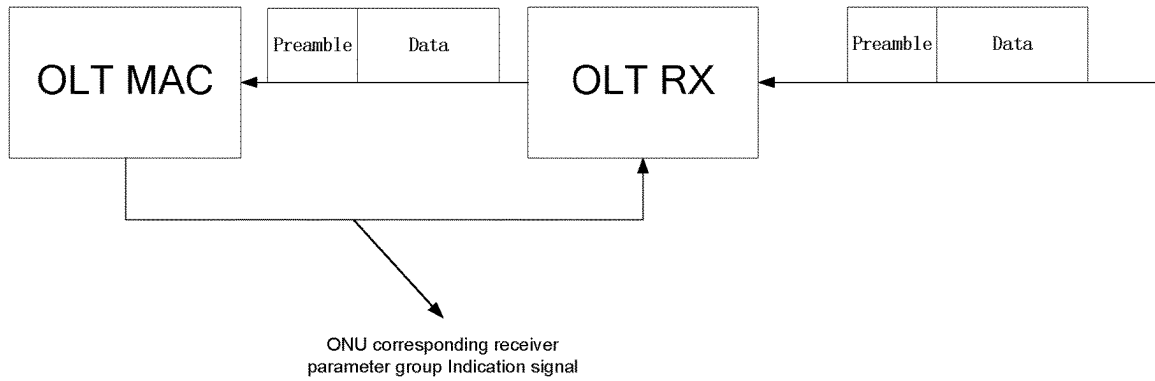 Preamble Data
Preamble Data
OLT MAC
OLT RX
ONU corresponding receiver
parameter group Indication signal